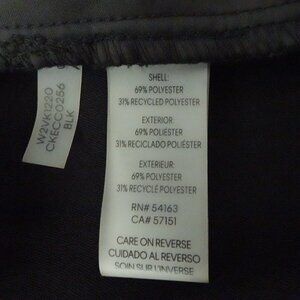 W2VK1220
CKECC0256
BLK
SHELL:
69% POLYESTER
31% RECYCLED POLYESTER
EXTERIOR:
69% POLIÉSTER
31% RECICLADO POLIÉSTER
EXTERIEUR:
69% POLYESTER
31% RECYCLÉ POLYESTER
RN# 54163
CA# 57151
CARE ON REVERSE
CUIDADO AL REVERSO
SOIN SUR L'INVERSE